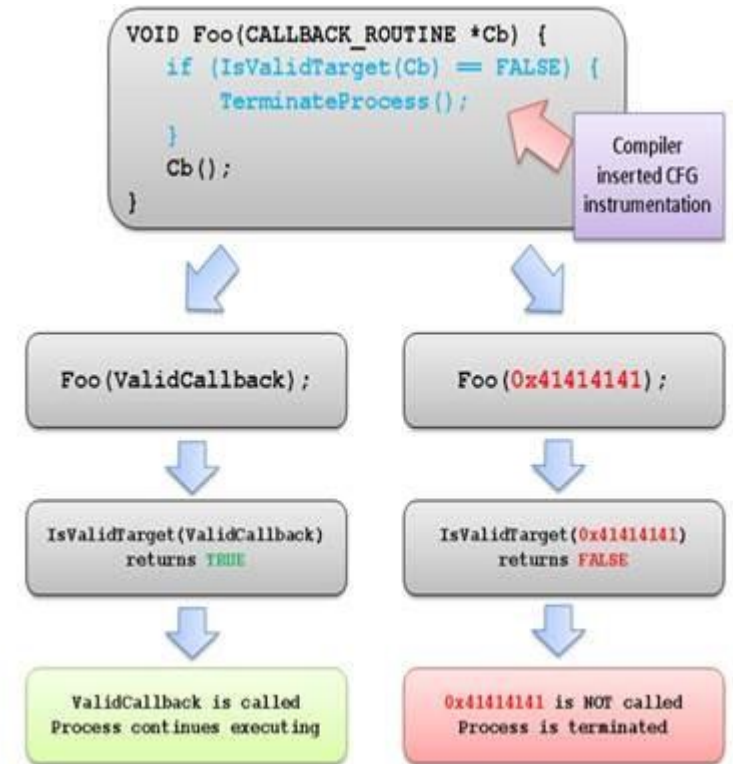 VOID Foo(CALLBACK_ROUTINE *Cb) {
if (IsValidTarget(Cb) == FALSE) {
TerminateProcess();
}
Cb();
}
Compiler
inserted CFG
instrumentation
Foo(ValidCallback);
Foo(0x41414141);
IsValidTarget(ValidCallback)
returns TRUE
IsValidTarget(0x41414141)
returns FALSE
ValidCallback is called
Process continues executing
0x41414141 is NOT called
Process is terminated